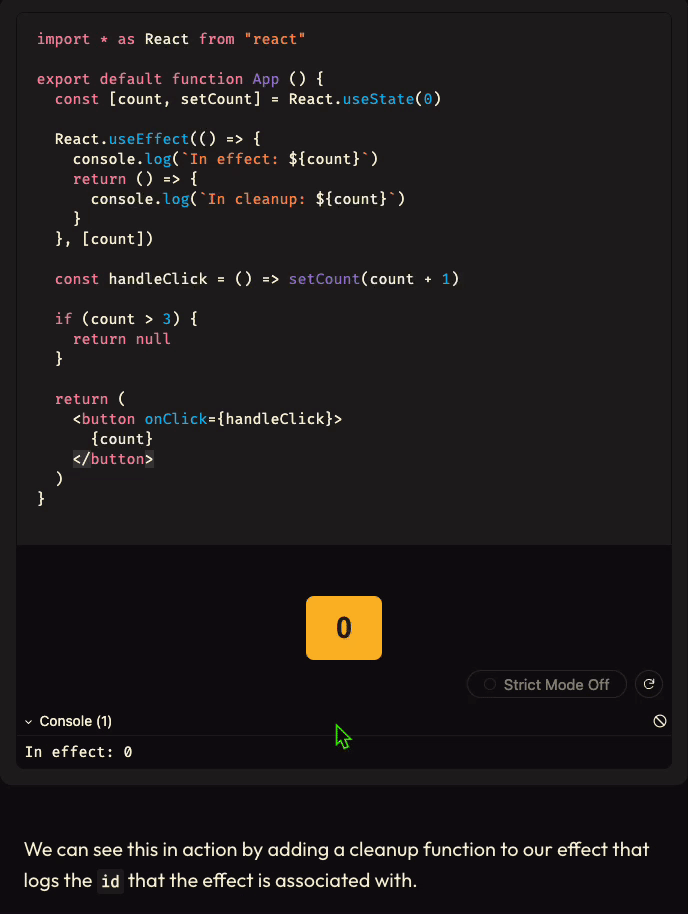 import * as React from "react"
export default function App () {
  const [count, setCount] = React.useState(0)
  React.useEffect(() => {
    console.log(`In effect: ${count}`)
    return () => {
      console.log(`In cleanup: ${count}`)
    }
  }, [count])
  const handleClick = () => setCount(count + 1)
  if (count > 3) {
    return null
  }
  return (
    <button onClick={handleClick}>
      {count}
    </button>
  )
}
0
Strict Mode Off
Console (1)
In effect: 0
We can see this in action by adding a cleanup function to our effect that
logs the id that the effect is associated with.